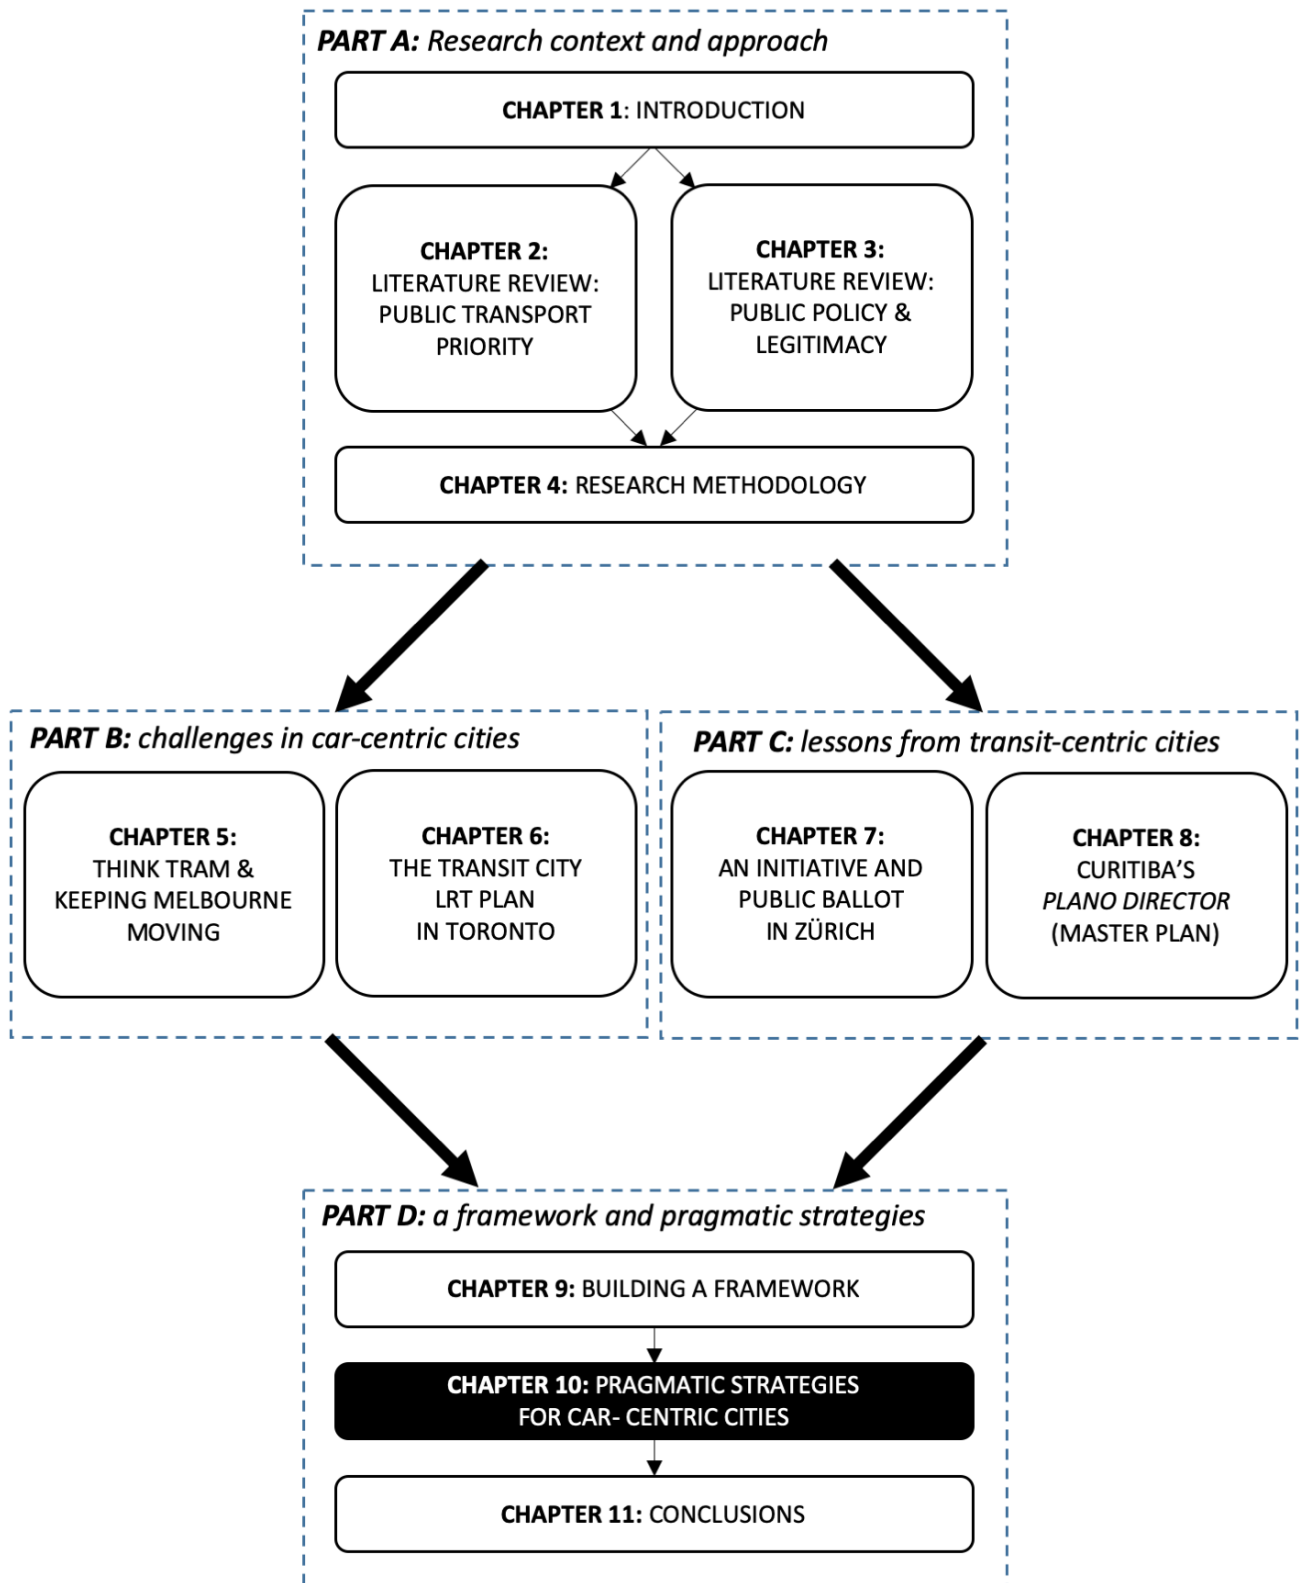 PART A: Research context and approach
CHAPTER 1: INTRODUCTION
CHAPTER 2:
LITERATURE REVIEW:
PUBLIC TRANSPORT
PRIORITY
CHAPTER 3:
LITERATURE REVIEW:
PUBLIC POLICY &
LEGITIMACY
CHAPTER 4: RESEARCH METHODOLOGY
PART B: challenges in car-centric cities
CHAPTER 5:
THINK TRAM &
KEEPING MELBOURNE
MOVING
CHAPTER 6:
THE TRANSIT CITY
LRT PLAN
IN TORONTO
PART C: lessons from transit-centric cities
CHAPTER 7:
AN INITIATIVE AND
PUBLIC BALLOT
IN ZÜRICH
CHAPTER 8:
CURITIBA’S
PLANO DIRECTOR
(MASTER PLAN)
PART D: a framework and pragmatic strategies
CHAPTER 9: BUILDING A FRAMEWORK
CHAPTER 10: PRAGMATIC STRATEGIES
FOR CAR- CENTRIC CITIES
CHAPTER 11: CONCLUSIONS